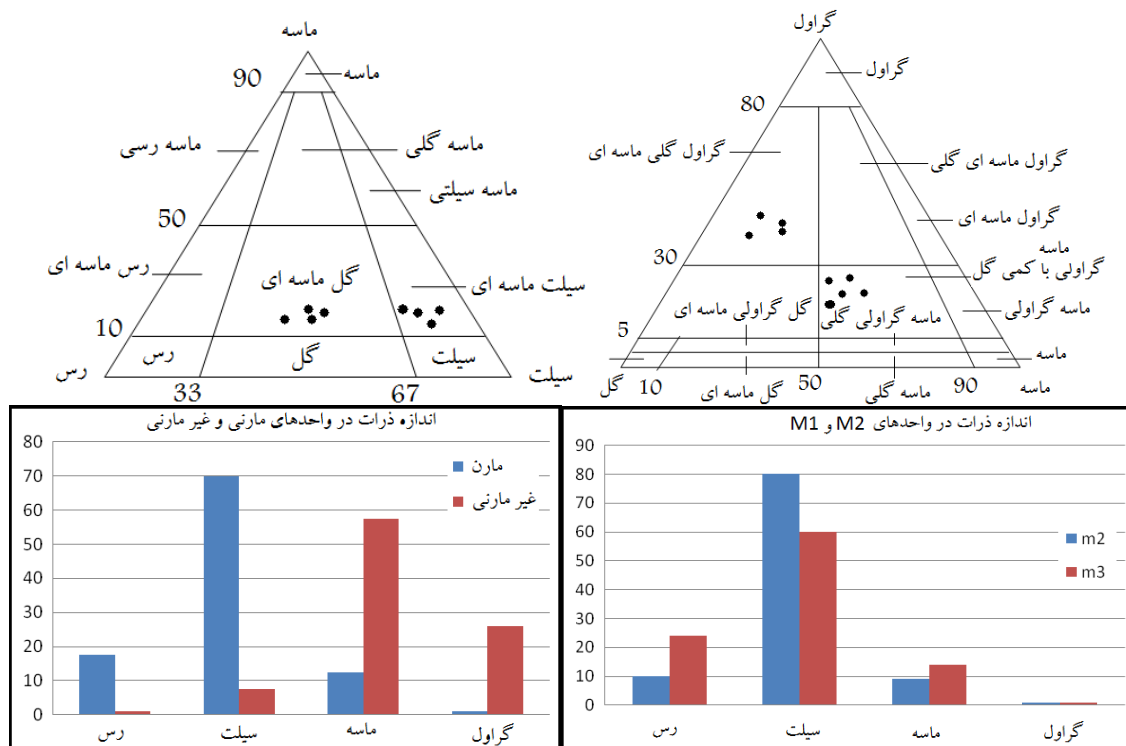 ماسه
90
ماسه
ماسه رسی
ماسه گلی
ماسه سیلتی
50
رس ماسه ای
گل ماسه ای
سیلت ماسه ای
10
رس
گل
سیلت
رس
33
67
سیلت
گراول
گراول
80
گراول گلی ماسه ای
گراول ماسه ای گلی
گراول ماسه ای
ماسه
30
گراولی با کمی گل
گل گراولی ماسه ای
ماسه گراولی گلی
ماسه گراولی
5
ماسه
گل
10
گل ماسه ای
50
ماسه گلی
90
ماسه
اندازه ذرات در واحدهای مارنی و غیر مارنی
80
70
60
50
40
30
20
10
0
مارن
غیر مارنی
رس
سیلت
ماسه
گراول
اندازه ذرات در واحدهای M2 و M1
90
80
70
60
50
40
30
20
10
0
m2
m3
رس
سیلت
ماسه
گراول